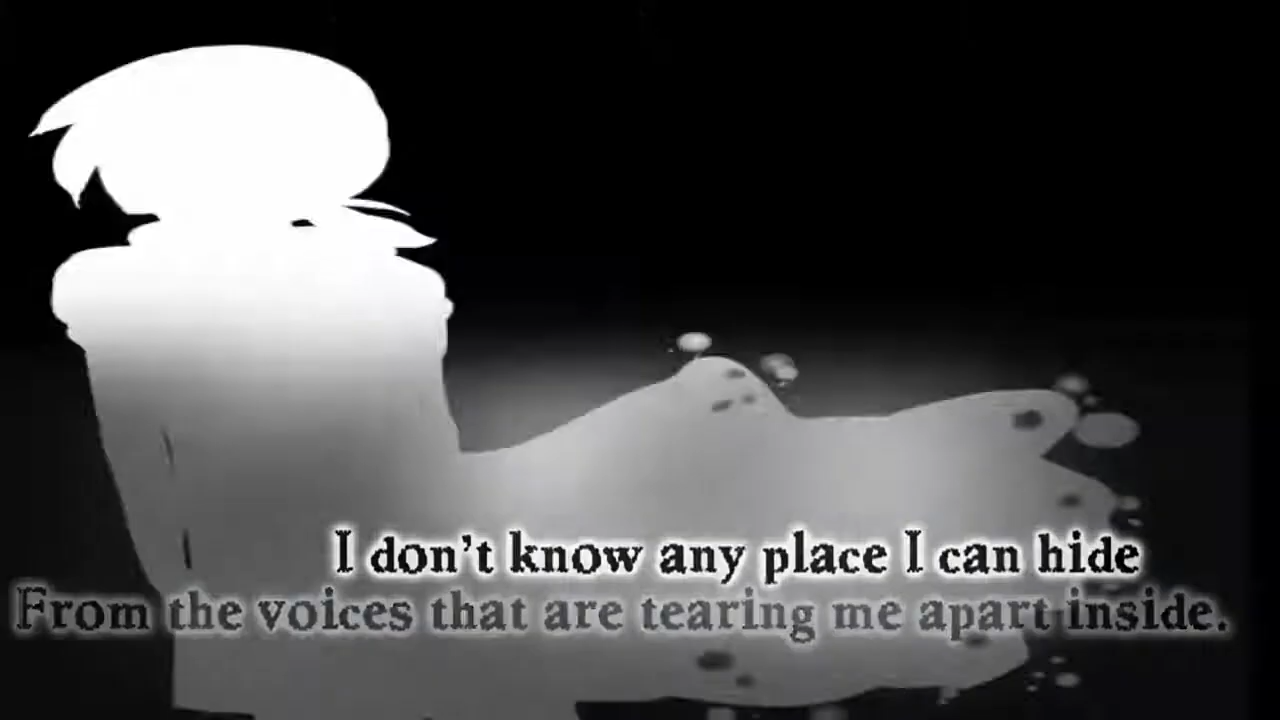 I don't know any place I can hide
From the voices that are tearing me apart inside.